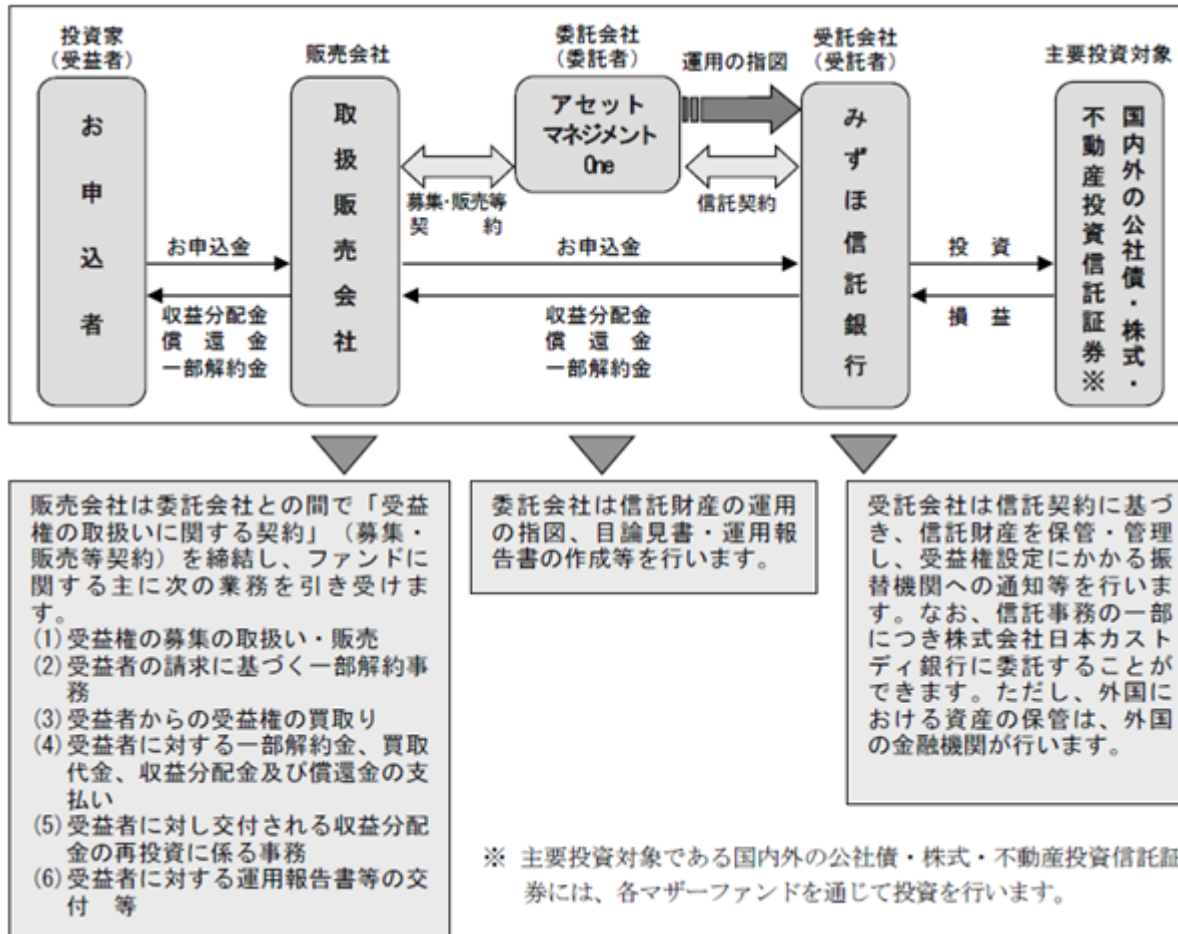 投資家
(受益者)
お申込者
販売会社
取扱販売会社
委託会社
(委託者)
アセット
マネジメント
One
運用の指図
受託会社
(受託者)
みずほ信託銀行
主要投資対象
国内外の公社債・株式・
不動産投資信託証券※
募集・販売等
契 約
信託契約
お申込金
収益分配金
償 還 金
一部解約金
お申込金
収益分配金
償 還 金
一部解約金
投 資
損 益
販売会社は委託会社との間で「受益
権の取扱いに関する契約」(募集・
販売等契約)を締結し、ファンドに
関する主に次の業務を引き受けま
す。
(1)受益権の募集の取扱い・販売
(2)受益者の請求に基づく一部解約事
務
(3)受益者からの受益権の買取り
(4)受益者に対する一部解約金、買取
代金、収益分配金及び償還金の支
払い
(5)受益者に対し交付される収益分配
金の再投資に係る事務
(6)受益者に対する運用報告書等の交
付 等
委託会社は信託財産の運用
の指図、目論見書・運用報
告書の作成等を行います。
受託会社は信託契約に基づ
き、信託財産を保管・管理
し、受益権設定にかかる振
替機関への通知等を行いま
す。なお、信託事務の一部
につき株式会社日本カスト
ディ銀行に委託することが
できます。ただし、外国に
おける資産の保管は、外国
の金融機関が行います。
※ 主要投資対象である国内外の公社債・株式・不動産投資信託証
券には、各マザーファンドを通じて投資を行います。